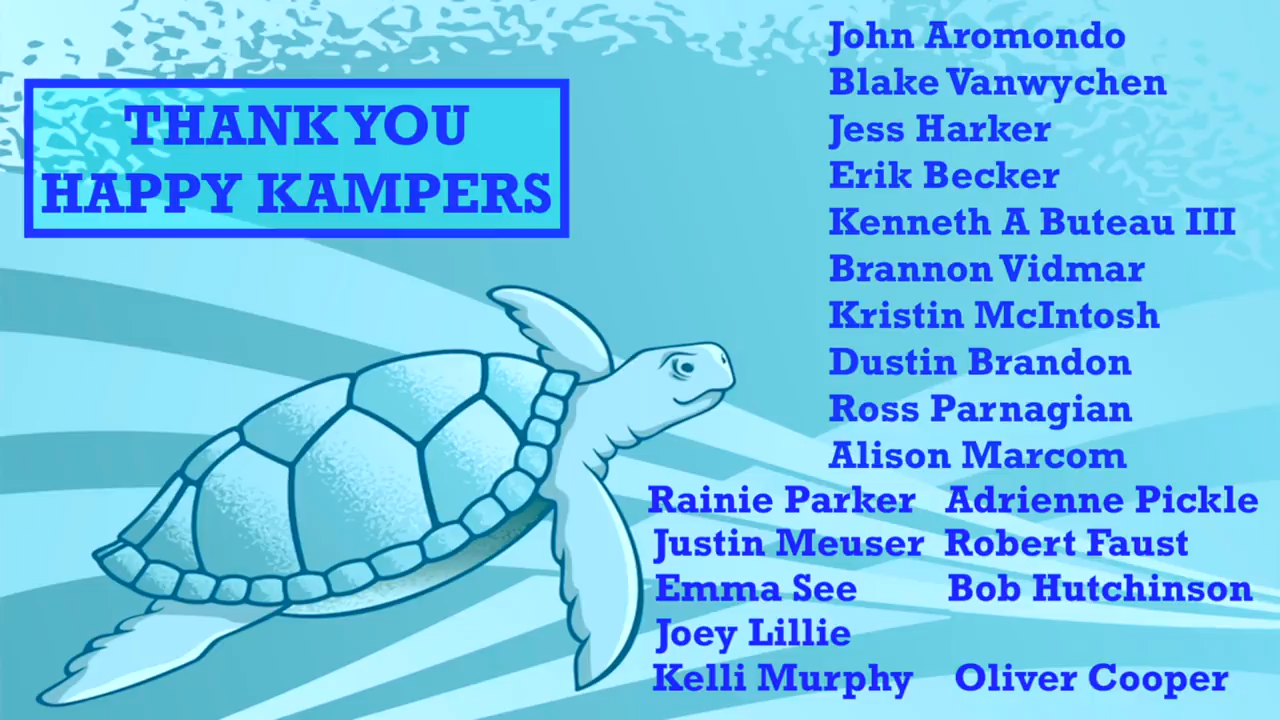 THANK YOU
HAPPY KAMPERS
John Aromondo
Blake Vanwychen
Jess Harker
Erik Becker
Kenneth A Buteau III
Brannon Vidmar
Kristin McIntosh
Dustin Brandon
Ross Parnagian
Alison Marcom
Rainie Parker Adrienne Pickle
Justin Meuser Robert Faust
Emma See Bob Hutchinson
Joey Lillie
Kelli Murphy Oliver Cooper